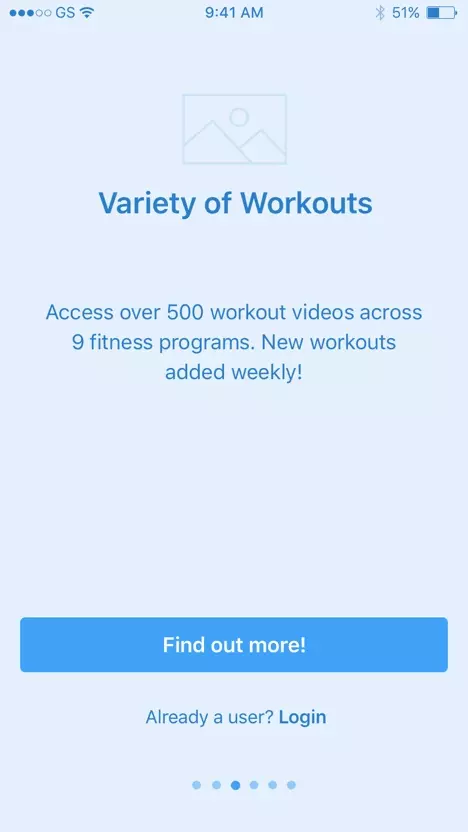 GS 9:41 AM 51%
Variety of Workouts
Access over 500 workout videos across
9 fitness programs. New workouts
added weekly!
Find out more!
Already a user? Login